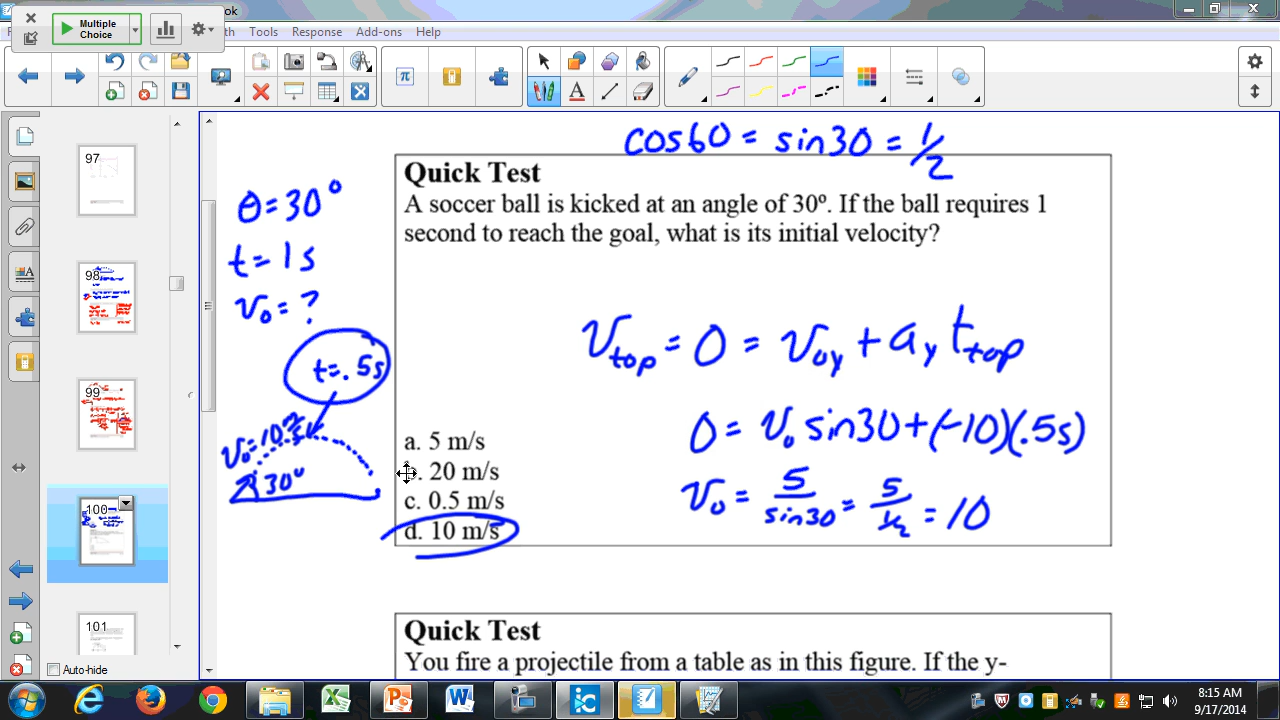 Multiple
Choice
ok
Tools Response Add-ons Help
97
98
99
100
101
Auto-hide
cos60 = sin30 = 1/2
θ = 30°
t = 1s
v₀ = ?
t = .5s
v₀ = 10 m/s
30°
Quick Test
A soccer ball is kicked at an angle of 30º. If the ball requires 1
second to reach the goal, what is its initial velocity?
v_top = 0 = v_0y + a_y t_top
0 = v₀ sin30 + (-10)(.5s)
v₀ = 5/sin30 = 5/½ = 10
a. 5 m/s
. 20 m/s
c. 0.5 m/s
d. 10 m/s
Quick Test
You fire a projectile from a table as in this figure. If the y-
8:15 AM
9/17/2014